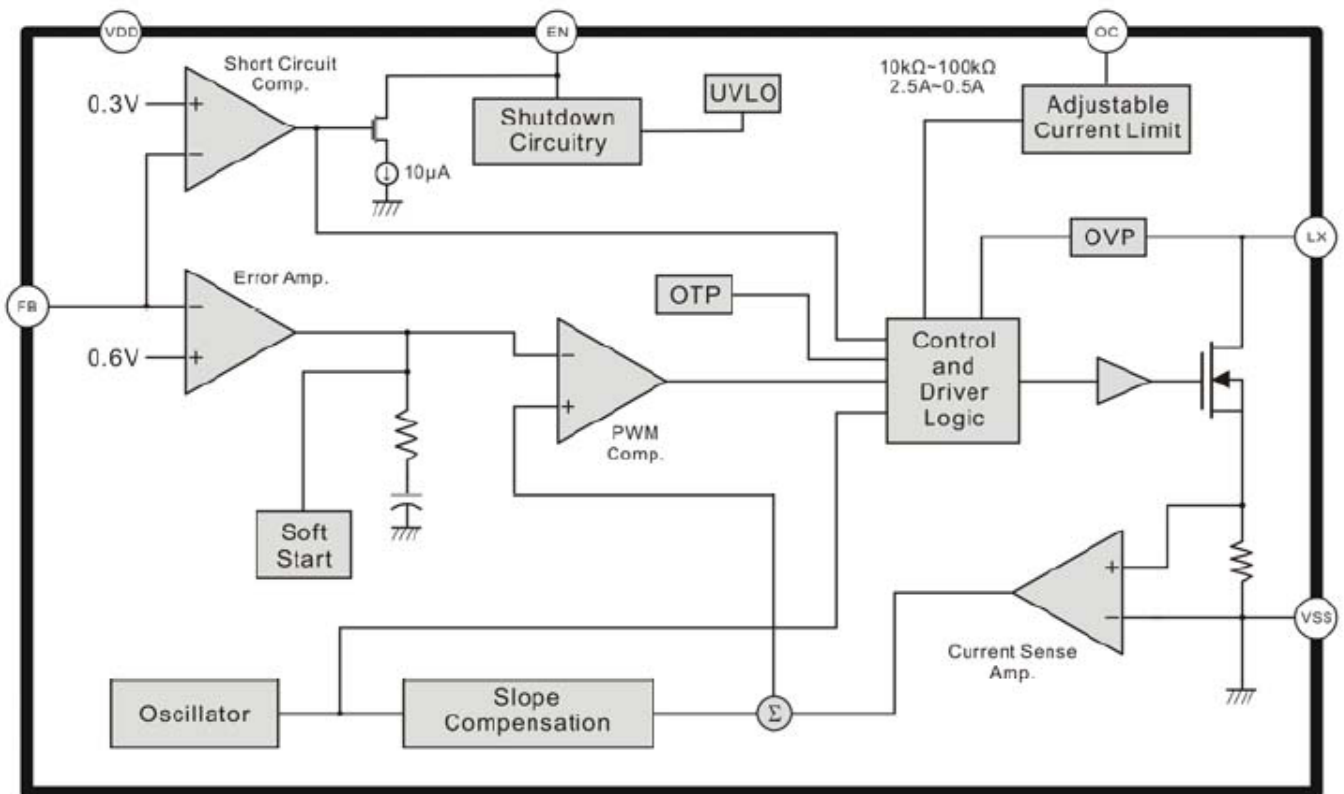 VDD
EN
OC
Short Circuit
Comp.
0.3V
+
−
10µA
Shutdown
Circuitry
UVLO
10kΩ~100kΩ
2.5A~0.5A
Adjustable
Current Limit
OVP
LX
FB
Error Amp.
−
0.6V
+
OTP
−
+
PWM
Comp.
Control
and
Driver
Logic
Soft
Start
+
−
Current Sense
Amp.
VSS
Oscillator
Slope
Compensation
Σ